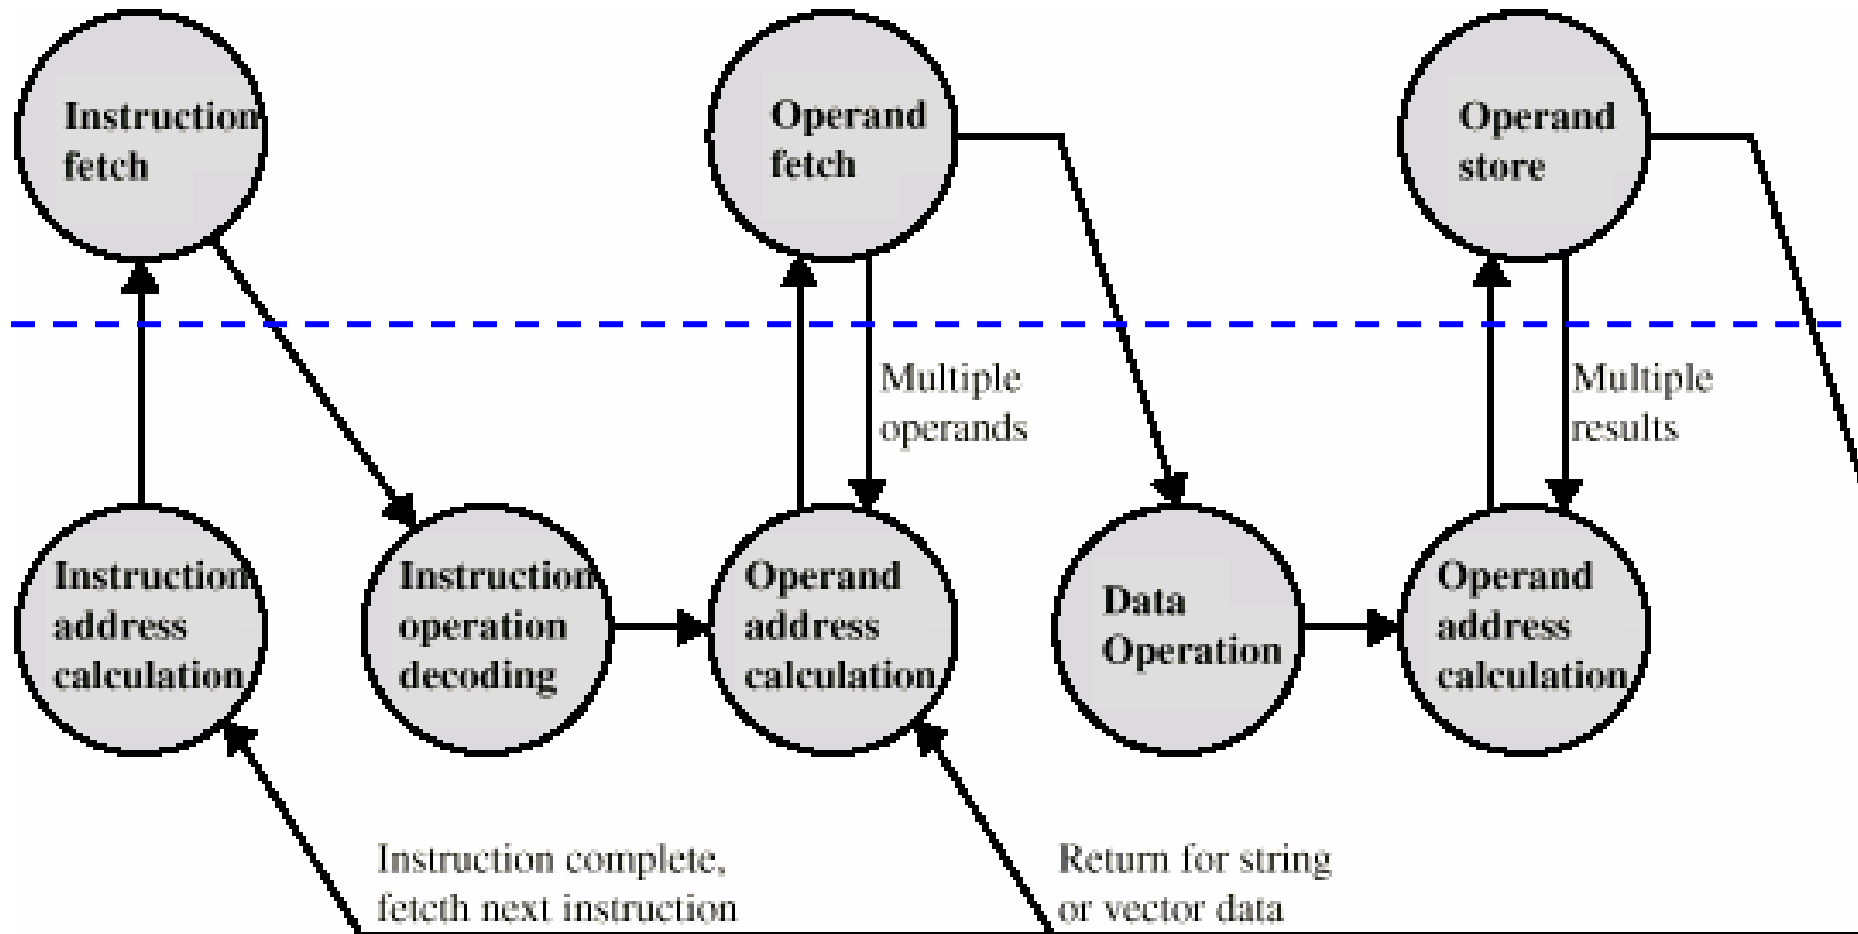 Instruction
fetch
Operand
fetch
Operand
store
Multiple
operands
Multiple
results
Instruction
address
calculation
Instruction
operation
decoding
Operand
address
calculation
Data
Operation
Operand
address
calculation
Instruction complete,
fetcth next instruction
Return for string
or vector data